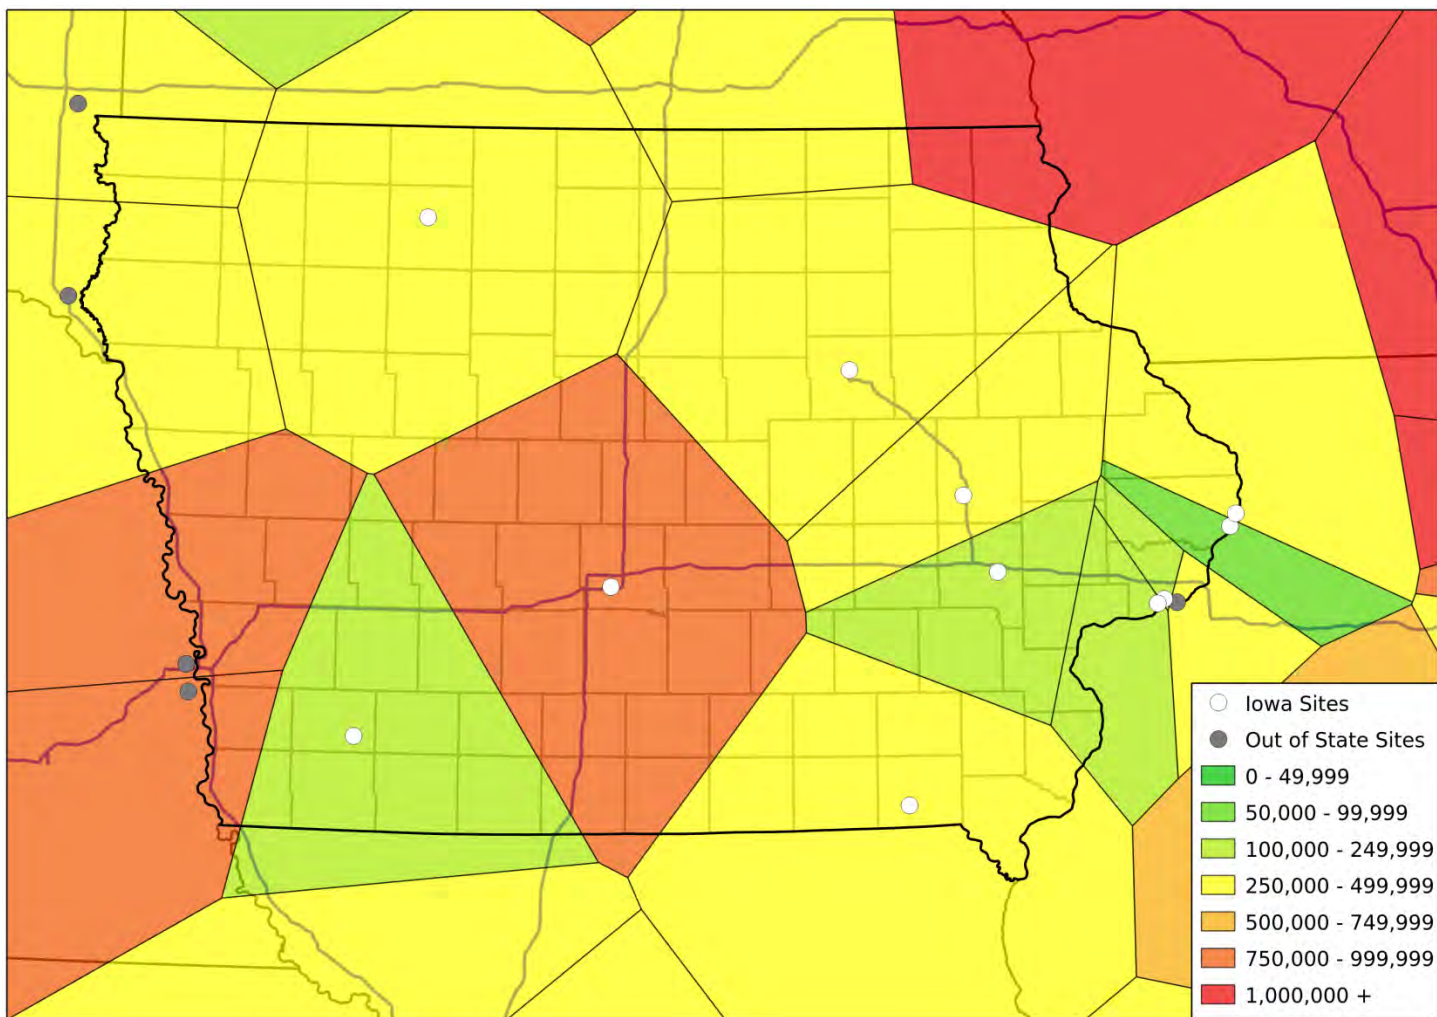 Iowa Sites
Out of State Sites
0 - 49,999
50,000 - 99,999
100,000 - 249,999
250,000 - 499,999
500,000 - 749,999
750,000 - 999,999
1,000,000 +